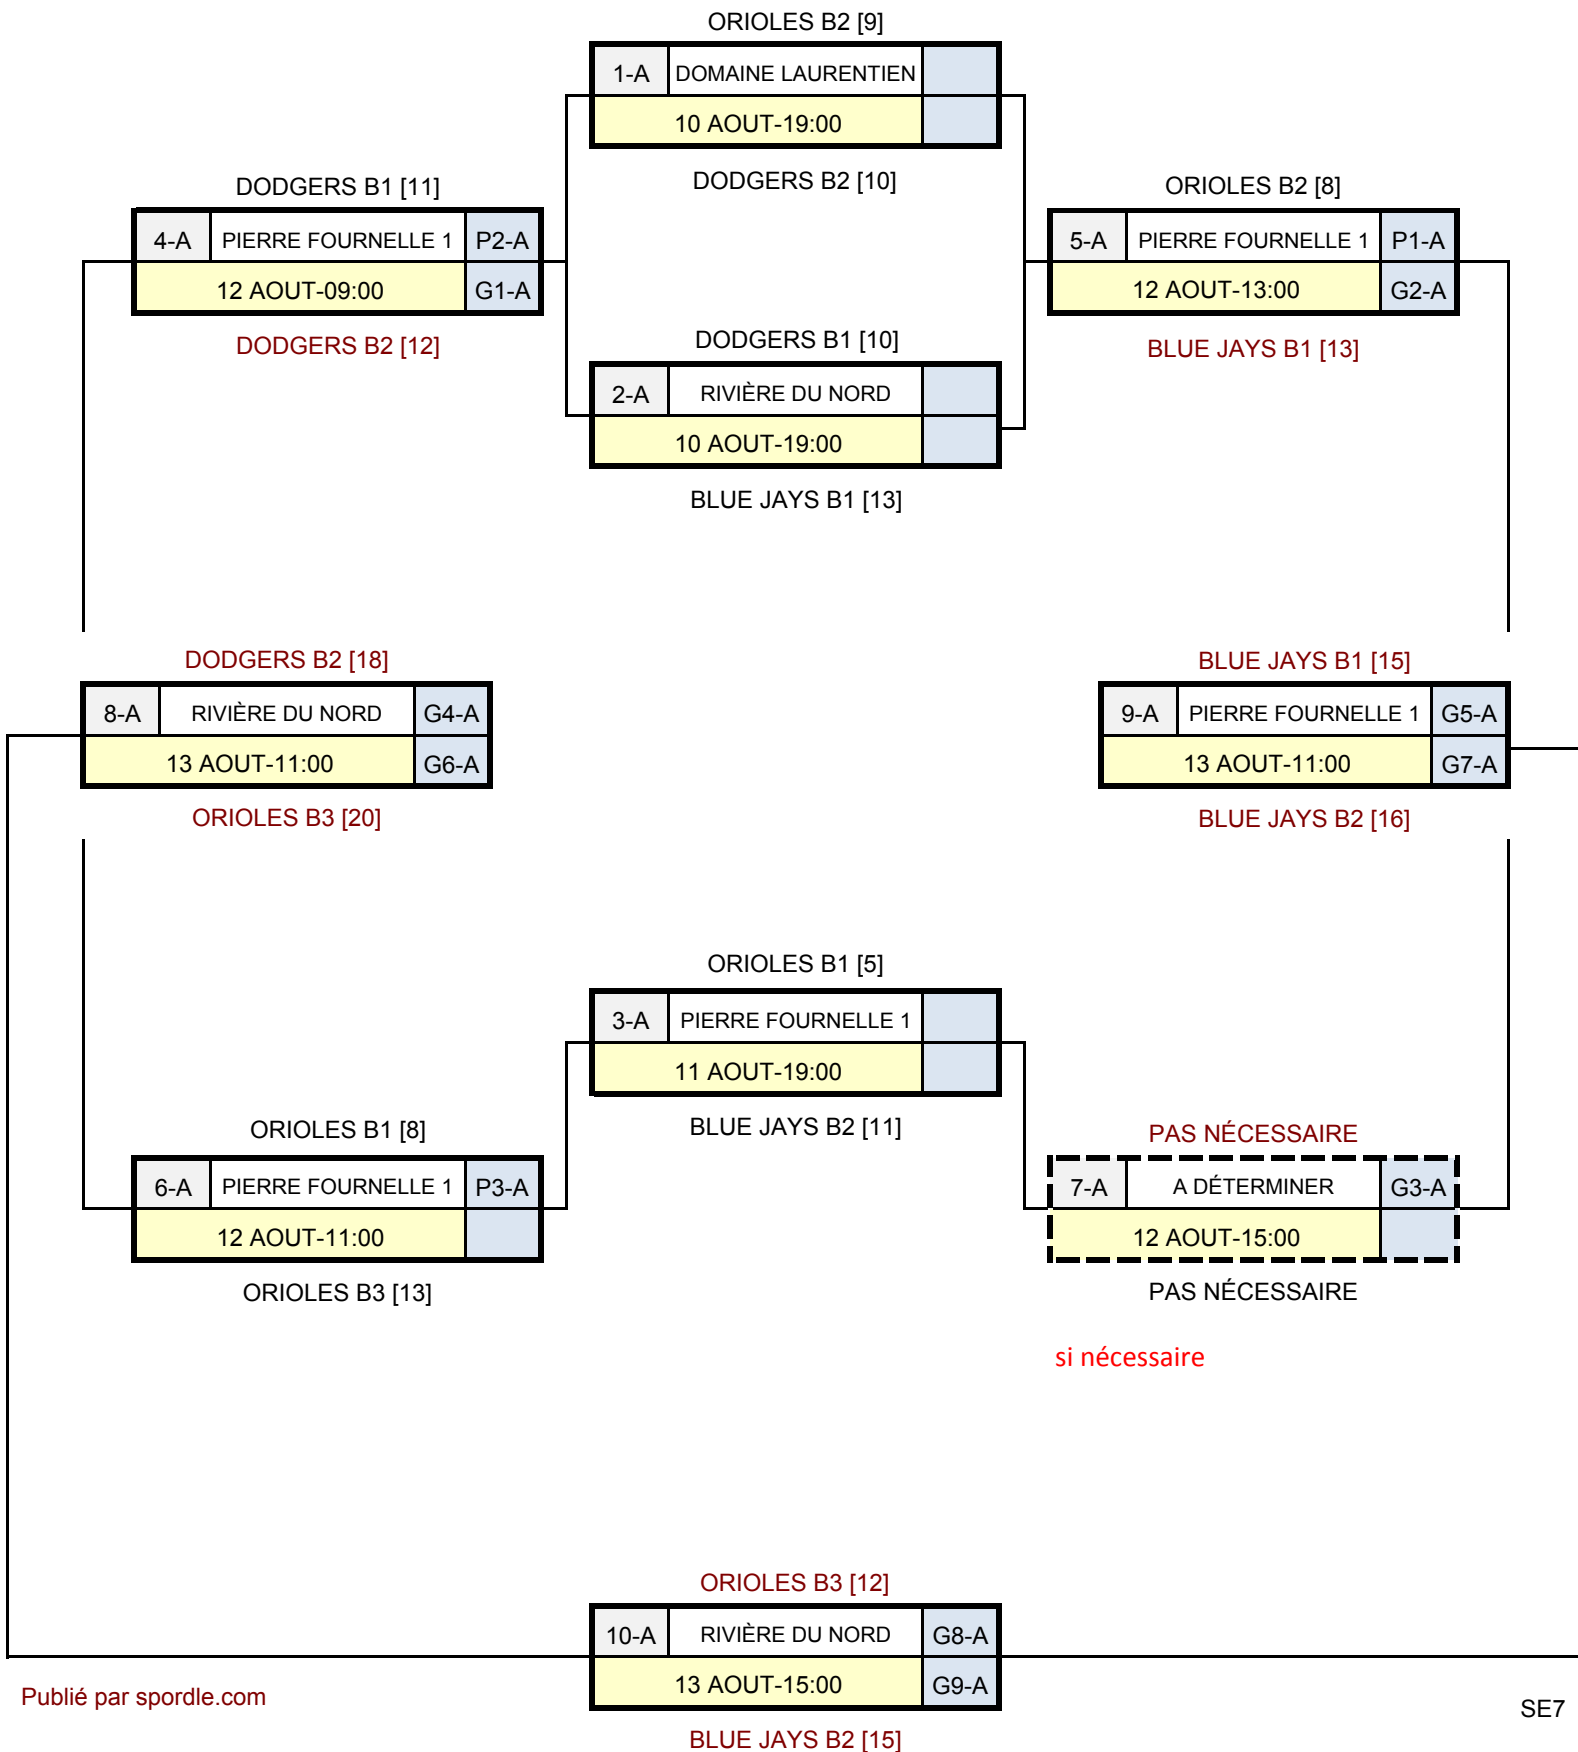 ORIOLES B2 [9]
1-A DOMAINE LAURENTIEN
10 AOUT-19:00
DODGERS B2 [10]
DODGERS B1 [11]
4-A PIERRE FOURNELLE 1 P2-A
12 AOUT-09:00 G1-A
DODGERS B2 [12]
ORIOLES B2 [8]
5-A PIERRE FOURNELLE 1 P1-A
12 AOUT-13:00 G2-A
BLUE JAYS B1 [13]
DODGERS B1 [10]
2-A RIVIÈRE DU NORD
10 AOUT-19:00
BLUE JAYS B1 [13]
DODGERS B2 [18]
8-A RIVIÈRE DU NORD G4-A
13 AOUT-11:00 G6-A
ORIOLES B3 [20]
BLUE JAYS B1 [15]
9-A PIERRE FOURNELLE 1 G5-A
13 AOUT-11:00 G7-A
BLUE JAYS B2 [16]
ORIOLES B1 [5]
3-A PIERRE FOURNELLE 1
11 AOUT-19:00
BLUE JAYS B2 [11]
ORIOLES B1 [8]
6-A PIERRE FOURNELLE 1 P3-A
12 AOUT-11:00
ORIOLES B3 [13]
PAS NÉCESSAIRE
7-A A DÉTERMINER G3-A
12 AOUT-15:00
PAS NÉCESSAIRE
si nécessaire
ORIOLES B3 [12]
10-A RIVIÈRE DU NORD G8-A
13 AOUT-15:00 G9-A
BLUE JAYS B2 [15]
Publié par spordle.com
SE7